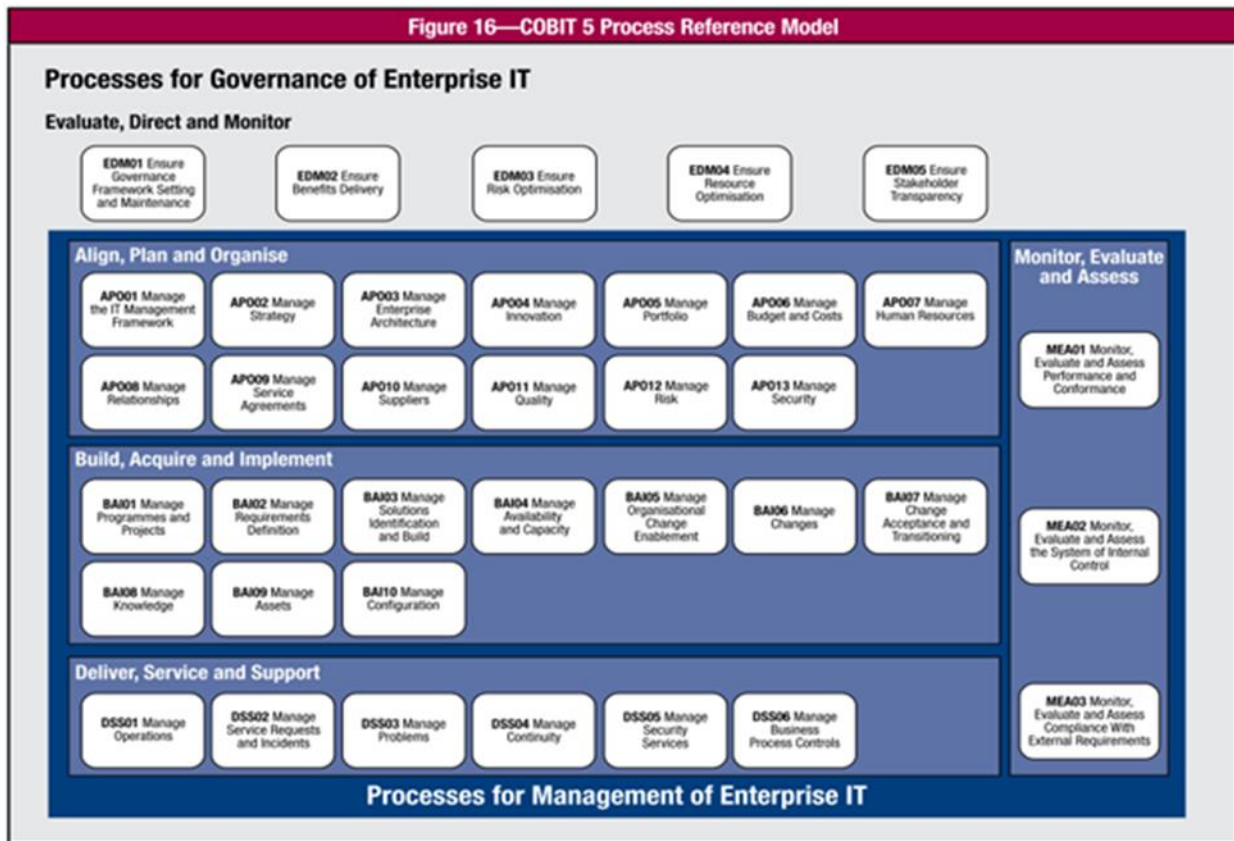 Figure 16—COBIT 5 Process Reference Model
Processes for Governance of Enterprise IT
Evaluate, Direct and Monitor
EDM01 Ensure
Governance
Framework Setting
and Maintenance
EDM02 Ensure
Benefits Delivery
EDM03 Ensure
Risk Optimisation
EDM04 Ensure
Resource
Optimisation
EDM05 Ensure
Stakeholder
Transparency
Align, Plan and Organise
APO01 Manage
the IT Management
Framework
APO02 Manage
Strategy
APO03 Manage
Enterprise
Architecture
APO04 Manage
Innovation
APO05 Manage
Portfolio
APO06 Manage
Budget and Costs
APO07 Manage
Human Resources
APO08 Manage
Relationships
APO09 Manage
Service
Agreements
APO10 Manage
Suppliers
APO11 Manage
Quality
APO12 Manage
Risk
APO13 Manage
Security
Build, Acquire and Implement
BAI01 Manage
Programmes and
Projects
BAI02 Manage
Requirements
Definition
BAI03 Manage
Solutions
Identification
and Build
BAI04 Manage
Availability
and Capacity
BAI05 Manage
Organisational
Change
Enablement
BAI06 Manage
Changes
BAI07 Manage
Change
Acceptance and
Transitioning
BAI08 Manage
Knowledge
BAI09 Manage
Assets
BAI10 Manage
Configuration
Deliver, Service and Support
DSS01 Manage
Operations
DSS02 Manage
Service Requests
and Incidents
DSS03 Manage
Problems
DSS04 Manage
Continuity
DSS05 Manage
Security
Services
DSS06 Manage
Business
Process Controls
Monitor, Evaluate
and Assess
MEA01 Monitor,
Evaluate and Assess
Performance and
Conformance
MEA02 Monitor,
Evaluate and Assess
the System of Internal
Control
MEA03 Monitor,
Evaluate and Assess
Compliance With
External Requirements
Processes for Management of Enterprise IT